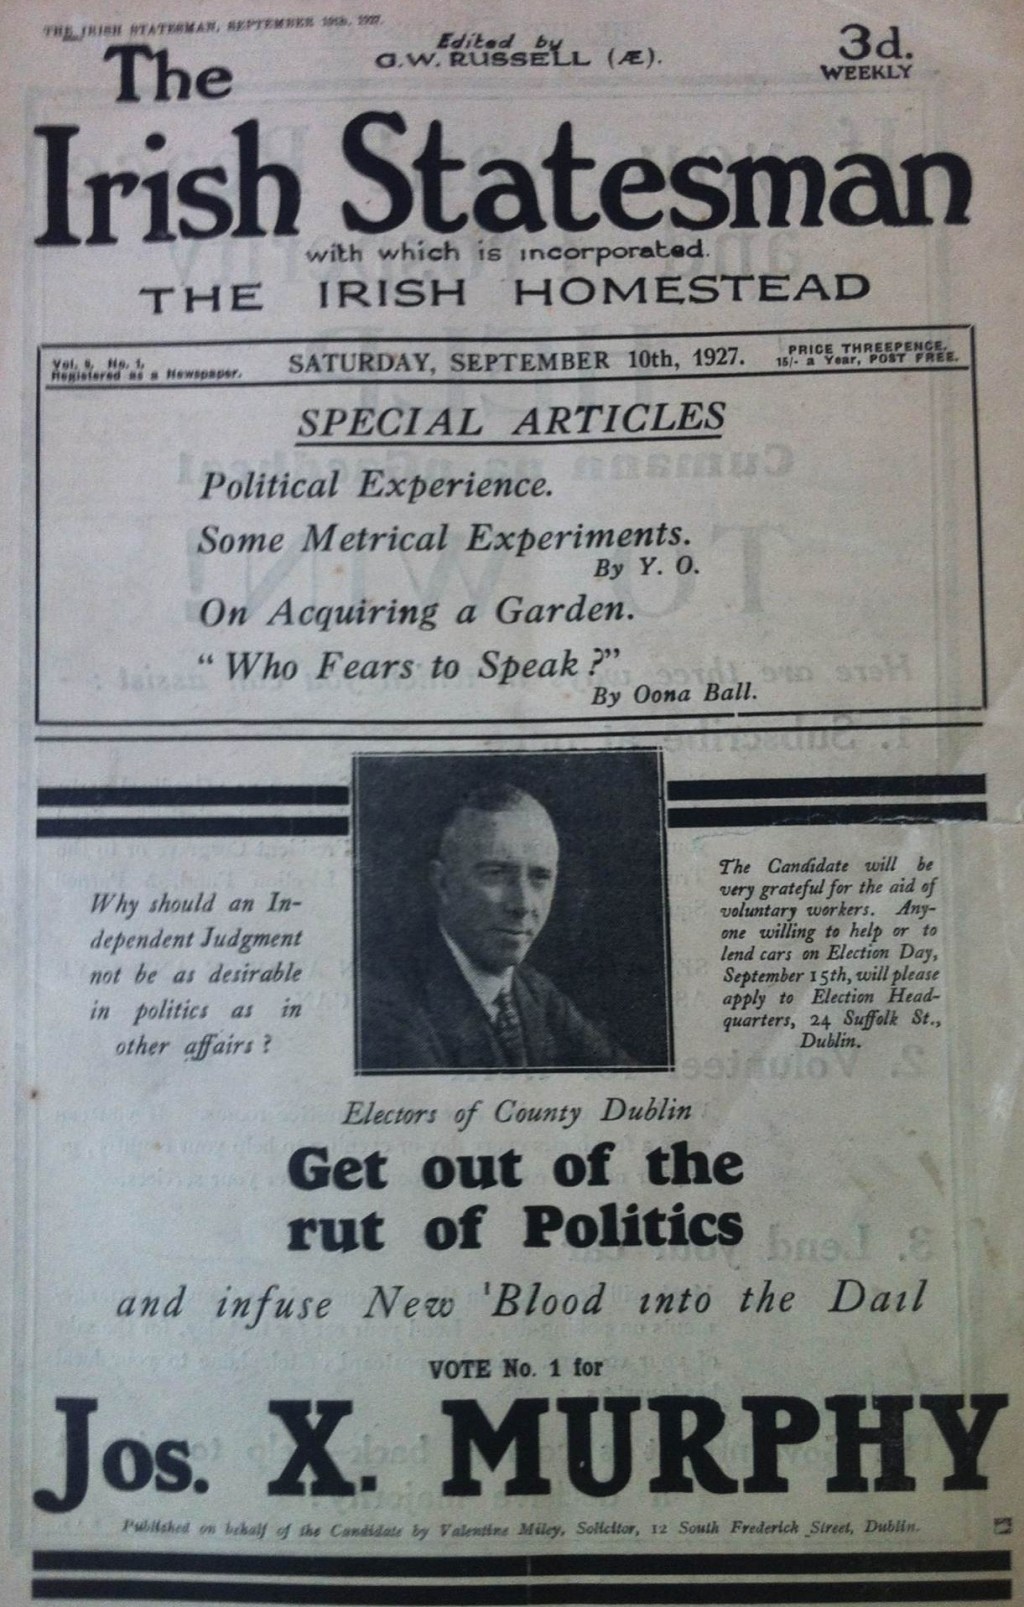 THE IRISH STATESMAN, SEPTEMBER 10th, 1927.
Edited by
G.W. RUSSELL (Æ).
3d.
WEEKLY
The
Irish Statesman
with which is incorporated.
THE IRISH HOMESTEAD
Vol. 9, No. 1,
Registered as a Newspaper.
SATURDAY, SEPTEMBER 10th, 1927.
PRICE THREEPENCE.
15/- a Year, POST FREE.
SPECIAL ARTICLES
Political Experience.
Some Metrical Experiments.
By Y. O.
On Acquiring a Garden.
“ Who Fears to Speak ?”
By Oona Ball.
Why should an In-
dependent Judgment
not be as desirable
in politics as in
other affairs ?
The Candidate will be
very grateful for the aid of
voluntary workers. Any-
one willing to help or to
lend cars on Election Day,
September 15th, will please
apply to Election Head-
quarters, 24 Suffolk St.,
Dublin.
Electors of County Dublin
Get out of the
rut of Politics
and infuse New Blood into the Dail
VOTE No. 1 for
Jos. X. MURPHY
Published on behalf of the Candidate by Valentine Miley, Solicitor, 12 South Frederick Street, Dublin.